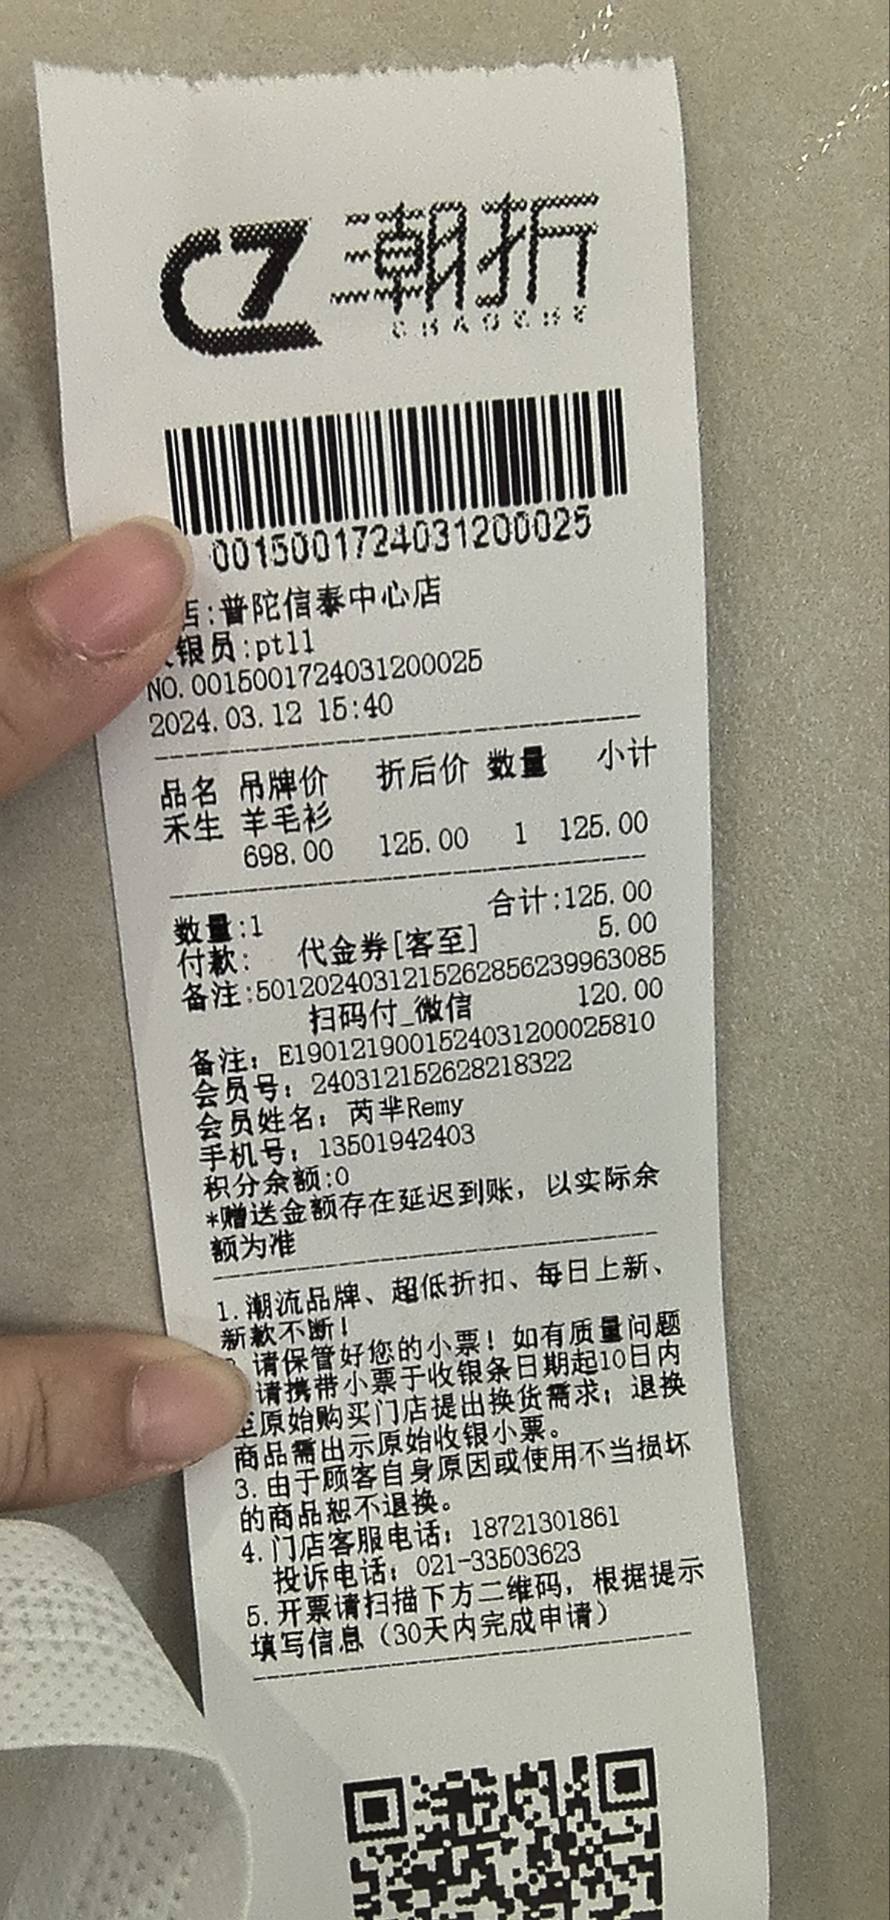 CZ 潮折
CHAOZHE
0015001724031200025
店:普陀信泰中心店
银员:pt11
NO.0015001724031200025
2024.03.12 15:40
品名 吊牌价 折后价 数量 小计
禾生 羊毛衫
698.00 125.00 1 125.00
数量:1 合计:125.00
付款: 代金券[客至] 5.00
备注:5012024031215262856239963085
扫码付_微信 120.00
备注: E1901219001524031200025810
会员号: 240312152628218322
会员姓名: 芮芈Remy
手机号: 13501942403
积分余额:0
*赠送金额存在延迟到账, 以实际余
额为准
1.潮流品牌、超低折扣、每日上新、
新款不断!
请保管好您的小票! 如有质量问题
请携带小票于收银条日期起10日内
至原始购买门店提出换货需求; 退换
商品需出示原始收银小票。
3.由于顾客自身原因或使用不当损坏
的商品恕不退换。
4.门店客服电话: 18721301861
投诉电话: 021-33503623
5.开票请扫描下方二维码, 根据提示
填写信息 (30天内完成申请)